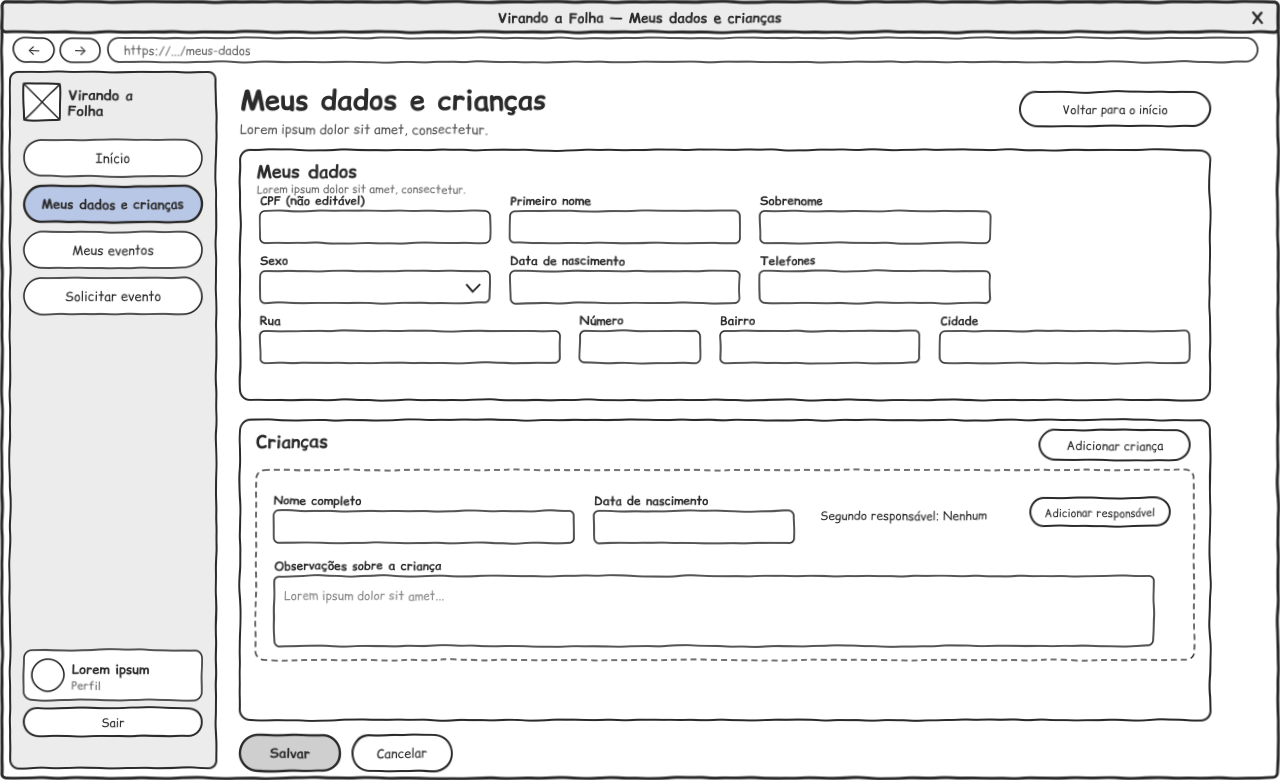 Virando a Folha — Meus dados e crianças
X
← →
https://.../meus-dados
Virando a
Folha
Início
Meus dados e crianças
Meus eventos
Solicitar evento
Lorem ipsum
Perfil
Sair
Meus dados e crianças
Lorem ipsum dolor sit amet, consectetur.
Voltar para o início
Meus dados
Lorem ipsum dolor sit amet, consectetur.
CPF (não editável) Primeiro nome Sobrenome
Sexo Data de nascimento Telefones
Rua Número Bairro Cidade
Crianças
Adicionar criança
Nome completo Data de nascimento
Segundo responsável: Nenhum Adicionar responsável
Observações sobre a criança
Lorem ipsum dolor sit amet...
Salvar Cancelar